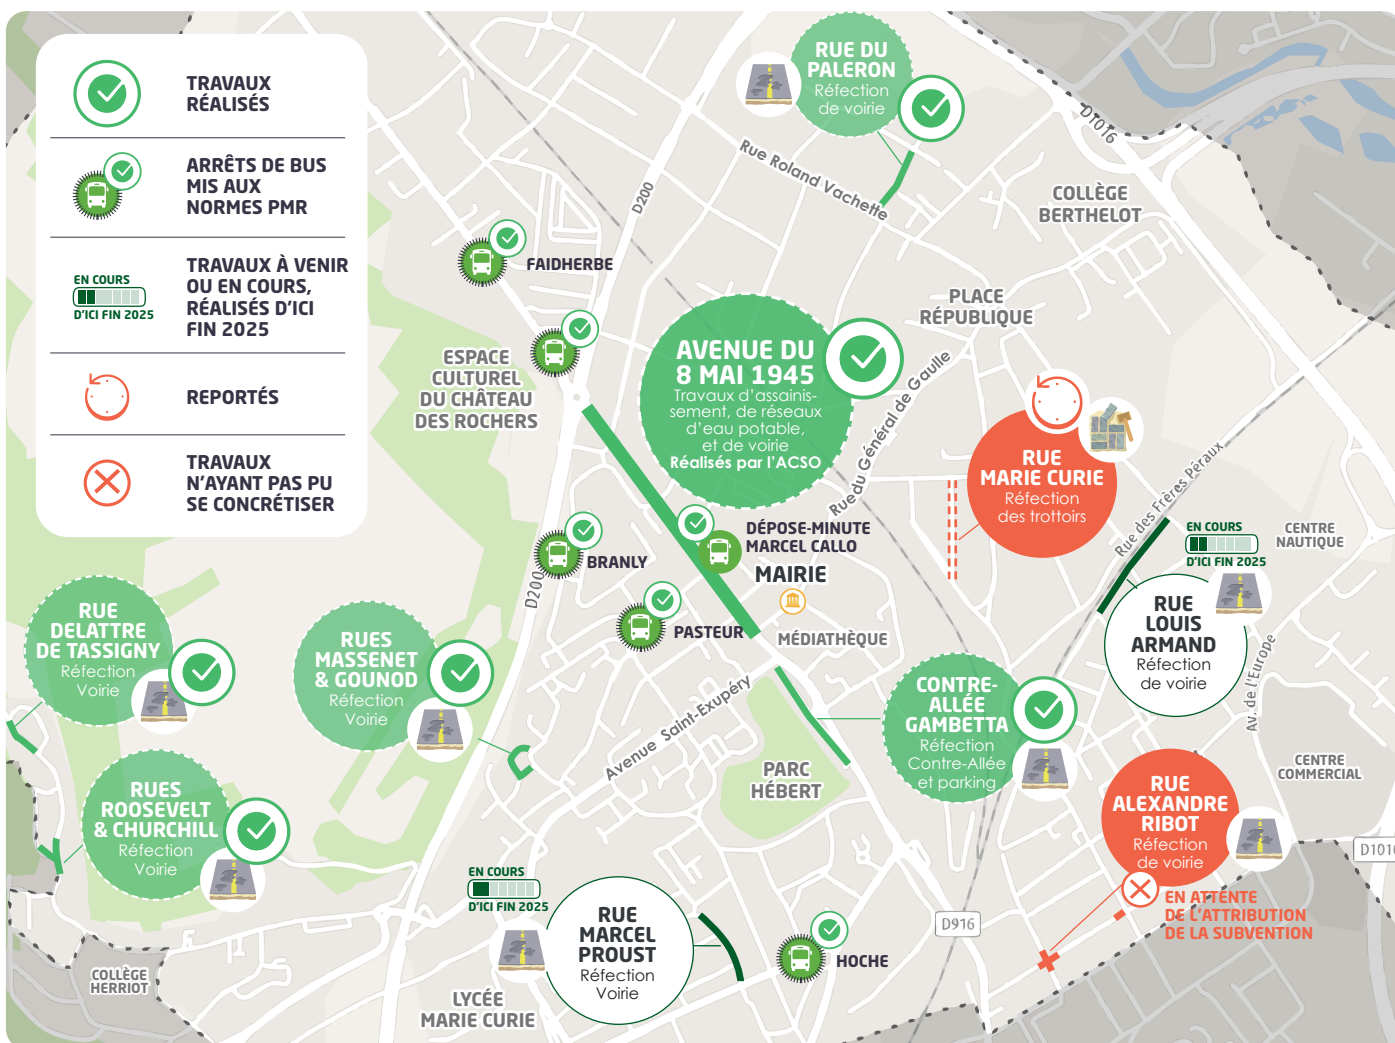 TRAVAUX
RÉALISÉS
ARRÊTS DE BUS
MIS AUX
NORMES PMR
EN COURS
D'ICI FIN 2025
TRAVAUX À VENIR
OU EN COURS,
RÉALISÉS D'ICI
FIN 2025
REPORTÉS
TRAVAUX
N'AYANT PAS PU
SE CONCRÉTISER
RUE DU
PALERON
Réfection
de voirie
D1016
Rue Roland Vachette
D200
COLLÈGE
BERTHELOT
FAIDHERBE
PLACE
RÉPUBLIQUE
ESPACE
CULTUREL
DU CHÂTEAU
DES ROCHERS
AVENUE DU
8 MAI 1945
Travaux d'assainis-
sement, de réseaux
d'eau potable,
et de voirie
Réalisés par l'ACSO
Rue du Général de Gaulle
RUE
MARIE CURIE
Réfection
des trottoirs
Rue des Frères Péraux
EN COURS
D'ICI FIN 2025
CENTRE
NAUTIQUE
DÉPOSE-MINUTE
MARCEL CALLO
BRANLY
D200
MAIRIE
PASTEUR
MÉDIATHÈQUE
RUE
LOUIS
ARMAND
Réfection
de voirie
Av. de l'Europe
RUE
DELATTRE
DE TASSIGNY
Réfection
Voirie
RUES
MASSENET
& GOUNOD
Réfection
Voirie
CONTRE-
ALLÉE
GAMBETTA
Réfection
Contre-Allée
et parking
Avenue Saint-Exupéry
PARC
HÉBERT
CENTRE
COMMERCIAL
RUES
ROOSEVELT
& CHURCHILL
Réfection
Voirie
RUE
ALEXANDRE
RIBOT
Réfection
de voirie
EN ATTENTE
DE L'ATTRIBUTION
DE LA SUBVENTION
D1016
EN COURS
D'ICI FIN 2025
RUE
MARCEL
PROUST
Réfection
Voirie
D916
HOCHE
COLLÈGE
HERRIOT
LYCÉE
MARIE CURIE